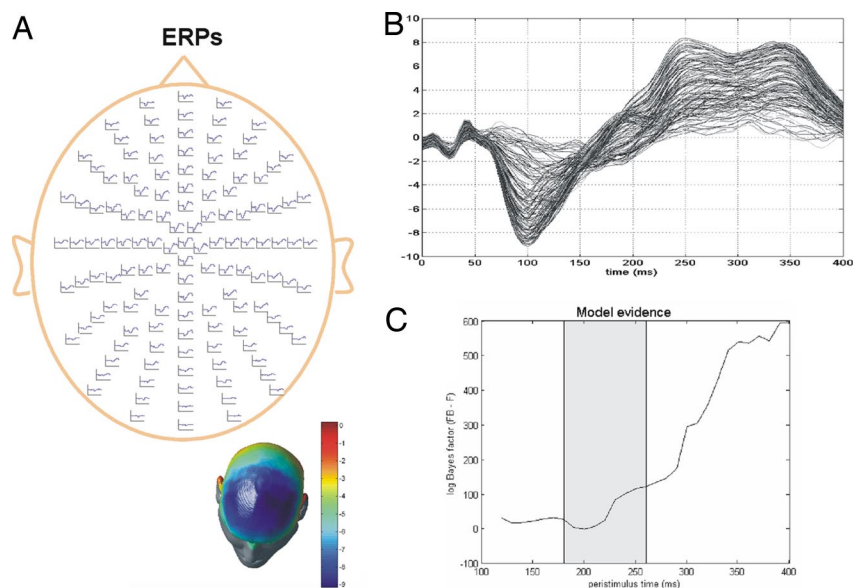 A
ERPs
0
-1
-2
-3
-4
-5
-6
-7
-8
-9
B
10
8
6
4
2
0
-2
-4
-6
-8
-10
0 50 100 150 200 250 300 350 400
time (ms)
C
Model evidence
log Bayes factor (FB - F)
600
500
400
300
200
100
0
-100
100 150 200 250 300 350 400
peristimulus time (ms)